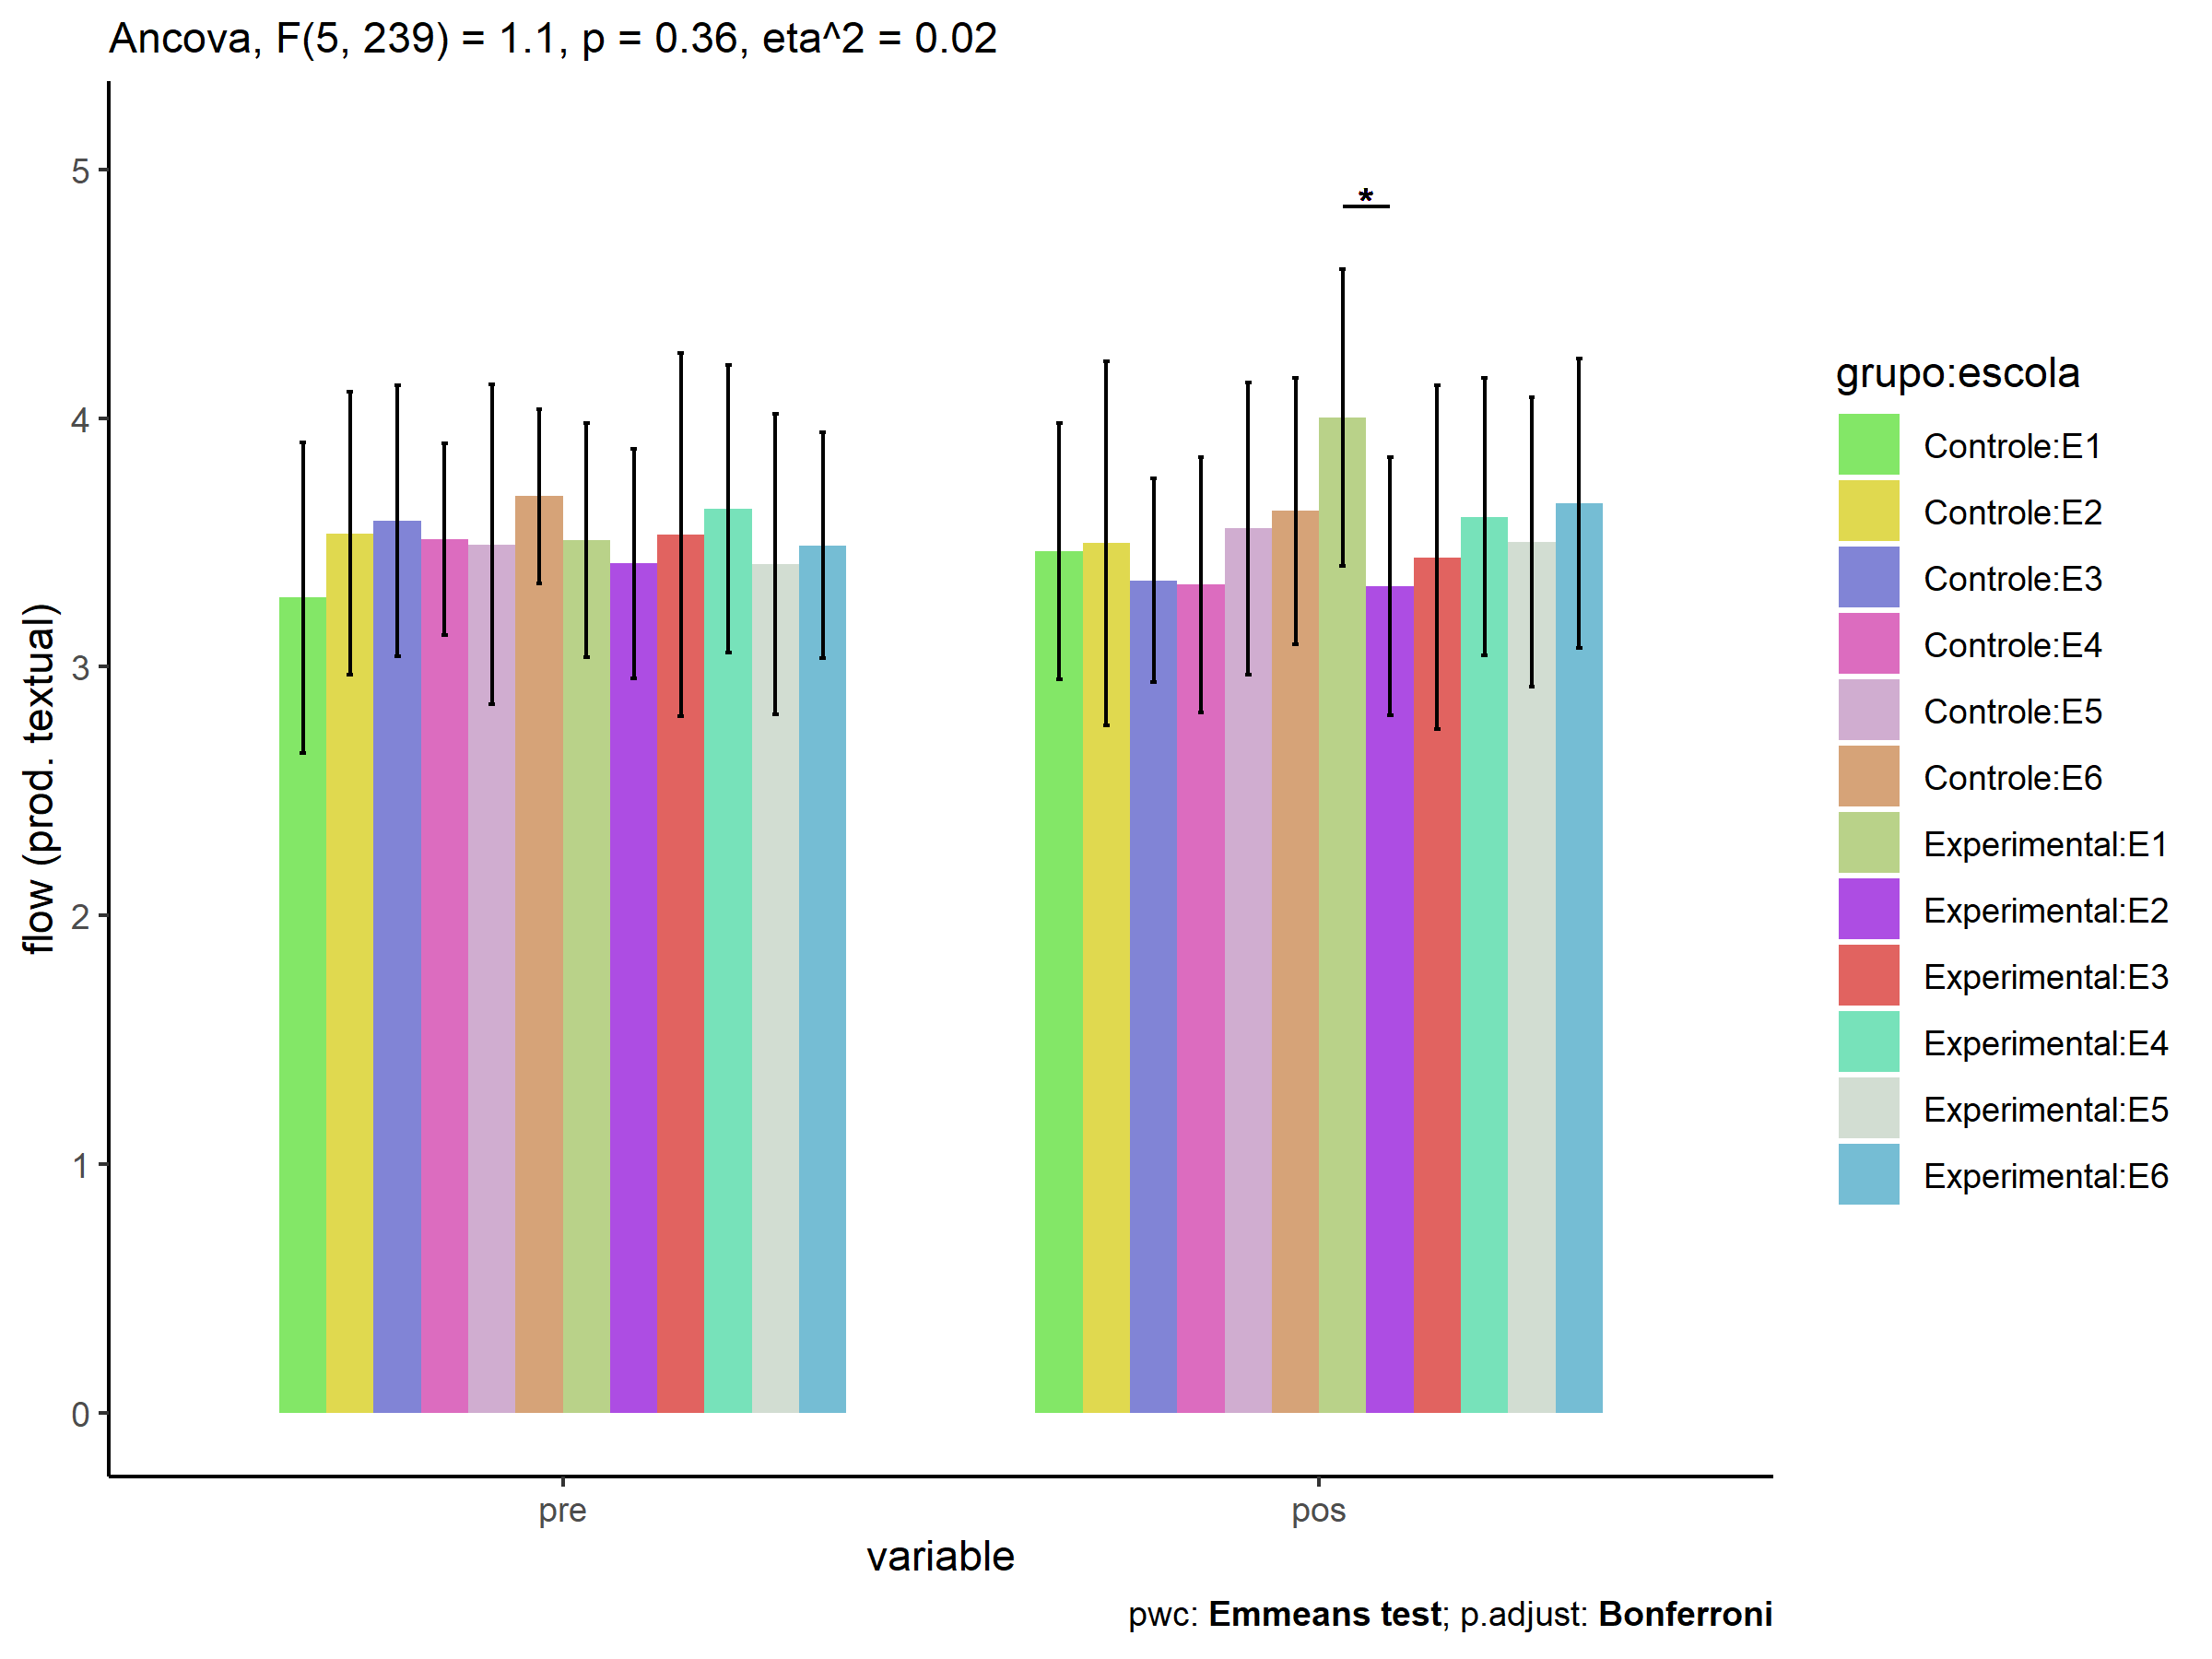 Ancova, F(5, 239) = 1.1, p = 0.36, eta^2 = 0.02
flow (prod. textual)
5
4
3
2
1
0
*
pre
pos
variable
pwc: Emmeans test; p.adjust: Bonferroni
grupo:escola
Controle:E1
Controle:E2
Controle:E3
Controle:E4
Controle:E5
Controle:E6
Experimental:E1
Experimental:E2
Experimental:E3
Experimental:E4
Experimental:E5
Experimental:E6